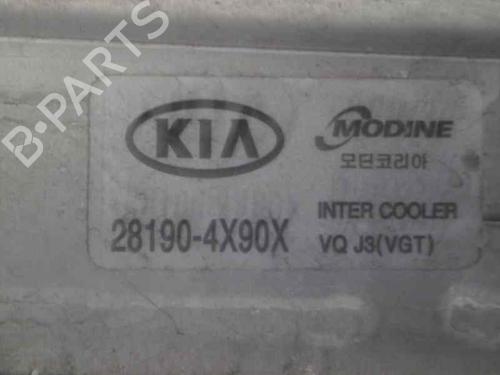 KIA
MODINE
모딘코리아
INTER COOLER
28190-4X90X
VQ J3(VGT)
B-PARTS